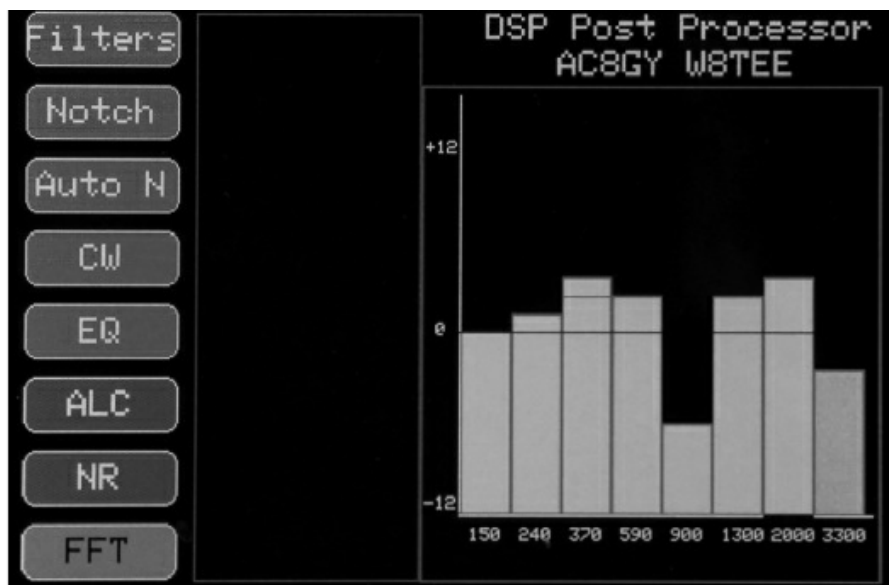 DSP Post Processor
AC8GY W8TEE
Filters
Notch
Auto N
CW
EQ
ALC
NR
FFT
+12
0
-12
150 240 370 590 900 1300 2000 3300